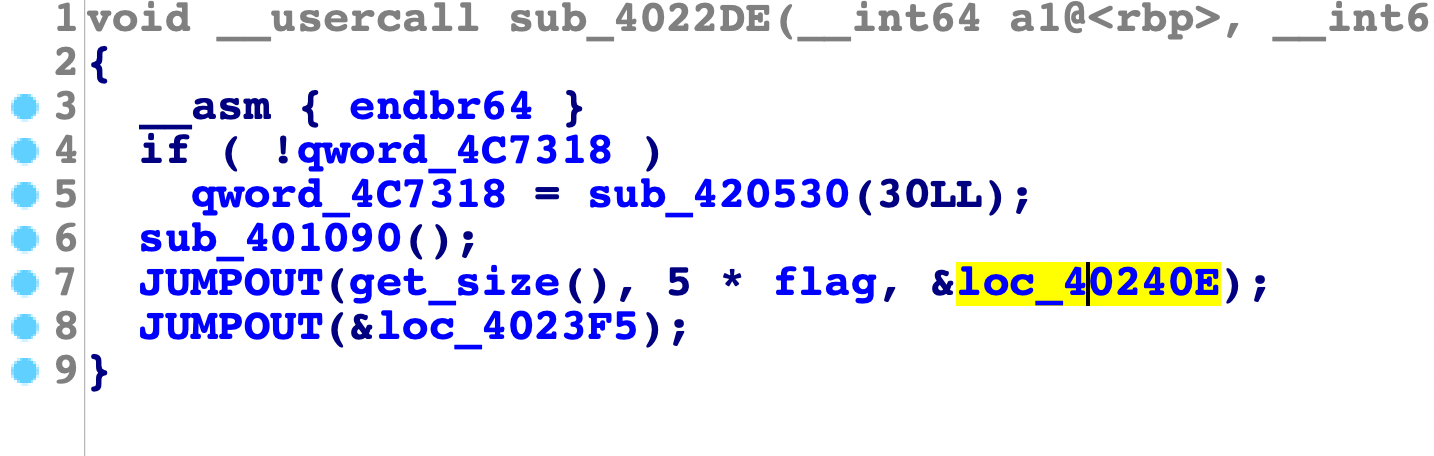 1 void __usercall sub_4022DE(__int64 a1@<rbp>, __int6
2 {
3 __asm { endbr64 }
4 if ( !qword_4C7318 )
5 qword_4C7318 = sub_420530(30LL);
6 sub_401090();
7 JUMPOUT(get_size(), 5 * flag, &loc_40240E);
8 JUMPOUT(&loc_4023F5);
9 }